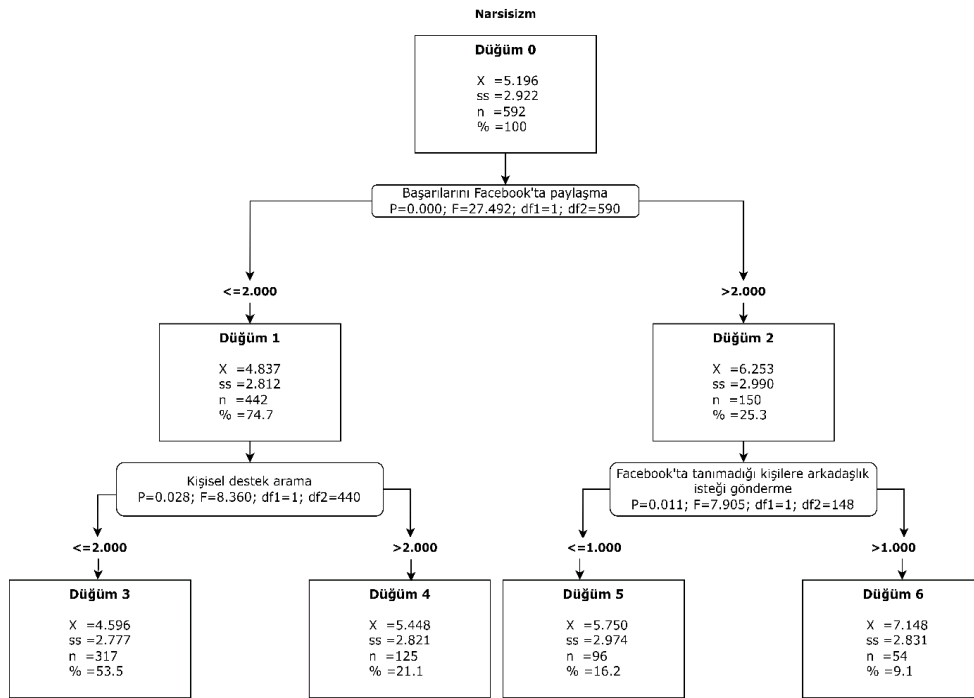 Narsisizm
Düğüm 0
X =5.196
ss =2.922
n =592
% =100
Başarılarını Facebook'ta paylaşma
P=0.000; F=27.492; df1=1; df2=590
<=2.000
>2.000
Düğüm 1
X =4.837
ss =2.812
n =442
% =74.7
Düğüm 2
X =6.253
ss =2.990
n =150
% =25.3
Kişisel destek arama
P=0.028; F=8.360; df1=1; df2=440
Facebook'ta tanımadığı kişilere arkadaşlık
isteği gönderme
P=0.011; F=7.905; df1=1; df2=148
<=2.000
>2.000
<=1.000
>1.000
Düğüm 3
X =4.596
ss =2.777
n =317
% =53.5
Düğüm 4
X =5.448
ss =2.821
n =125
% =21.1
Düğüm 5
X =5.750
ss =2.974
n =96
% =16.2
Düğüm 6
X =7.148
ss =2.831
n =54
% =9.1